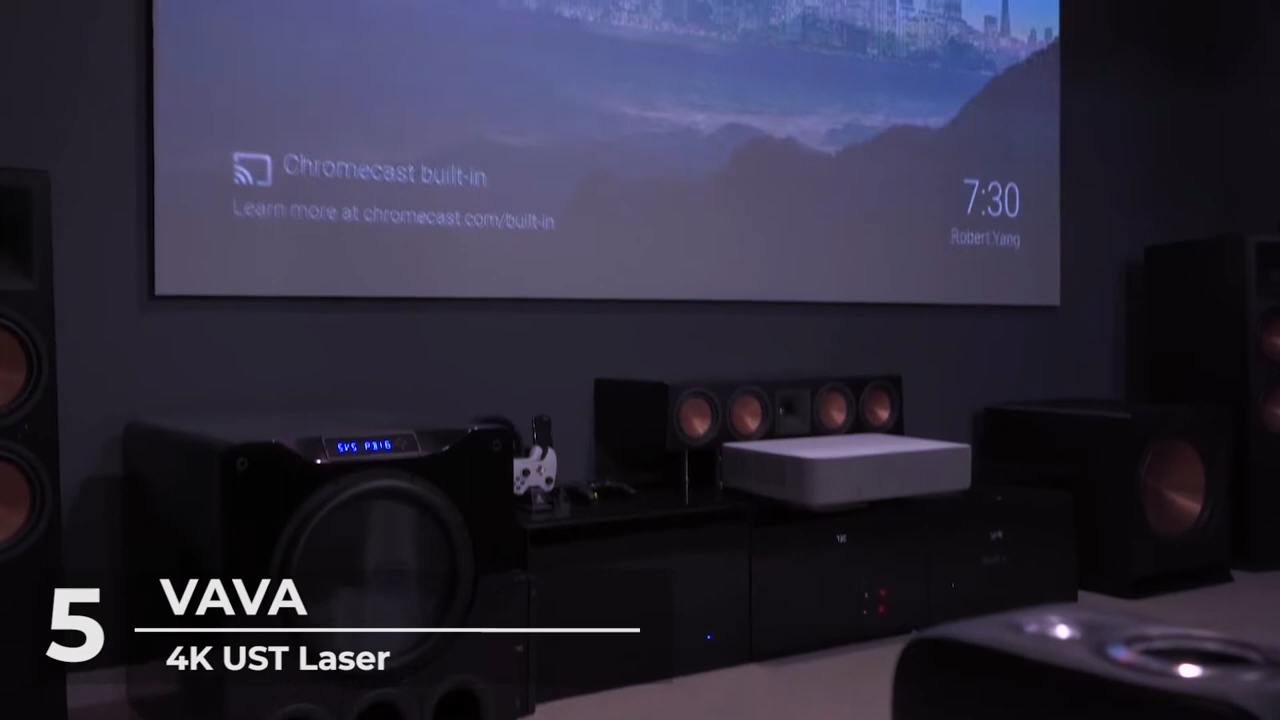 Chromecast built-in
Learn more at chromecast.com/built-in
7:30
Robert Yang
SVS PB16
5
VAVA
4K UST Laser